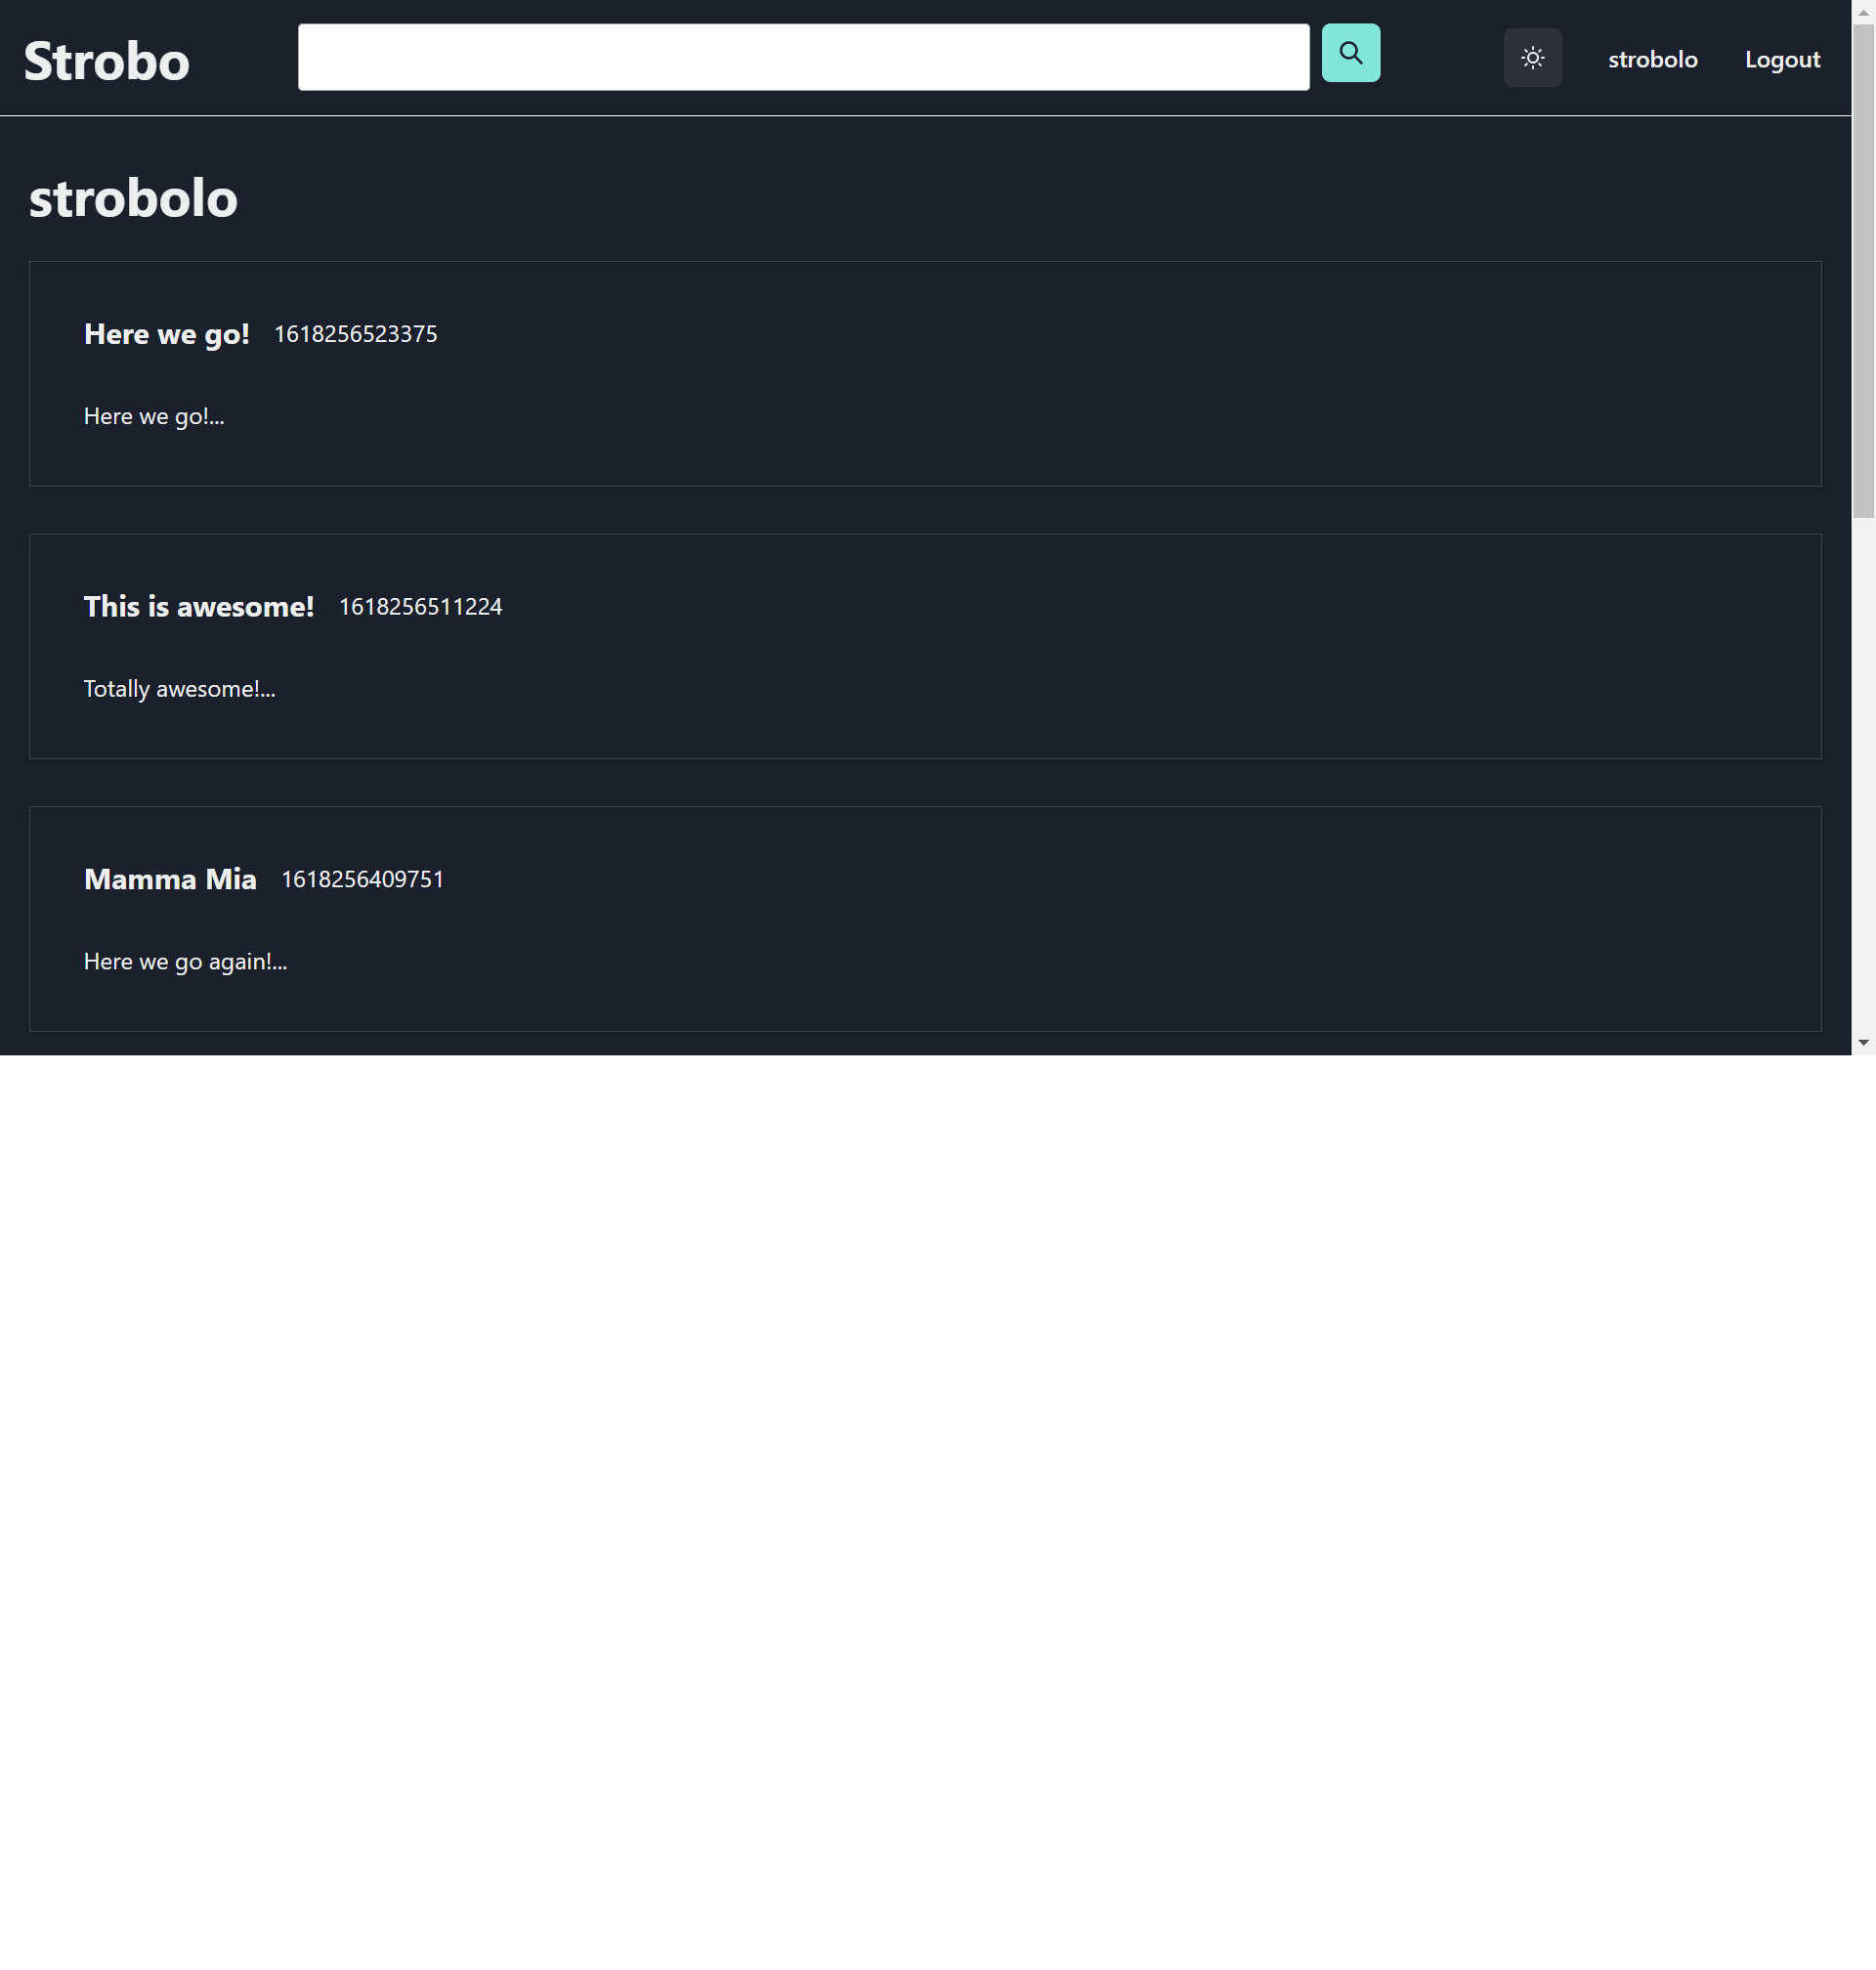 Strobo
strobolo Logout
strobolo
Here we go! 1618256523375
Here we go!...
This is awesome! 1618256511224
Totally awesome!...
Mamma Mia 1618256409751
Here we go again!...